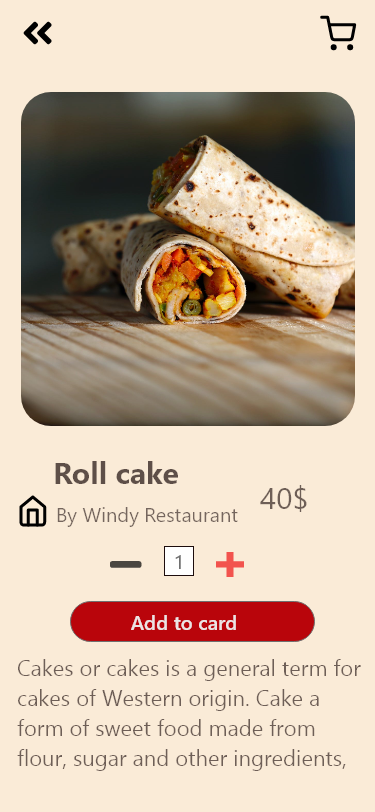 Roll cake
By Windy Restaurant
40$
1
Add to card
Cakes or cakes is a general term for
cakes of Western origin. Cake a
form of sweet food made from
flour, sugar and other ingredients,